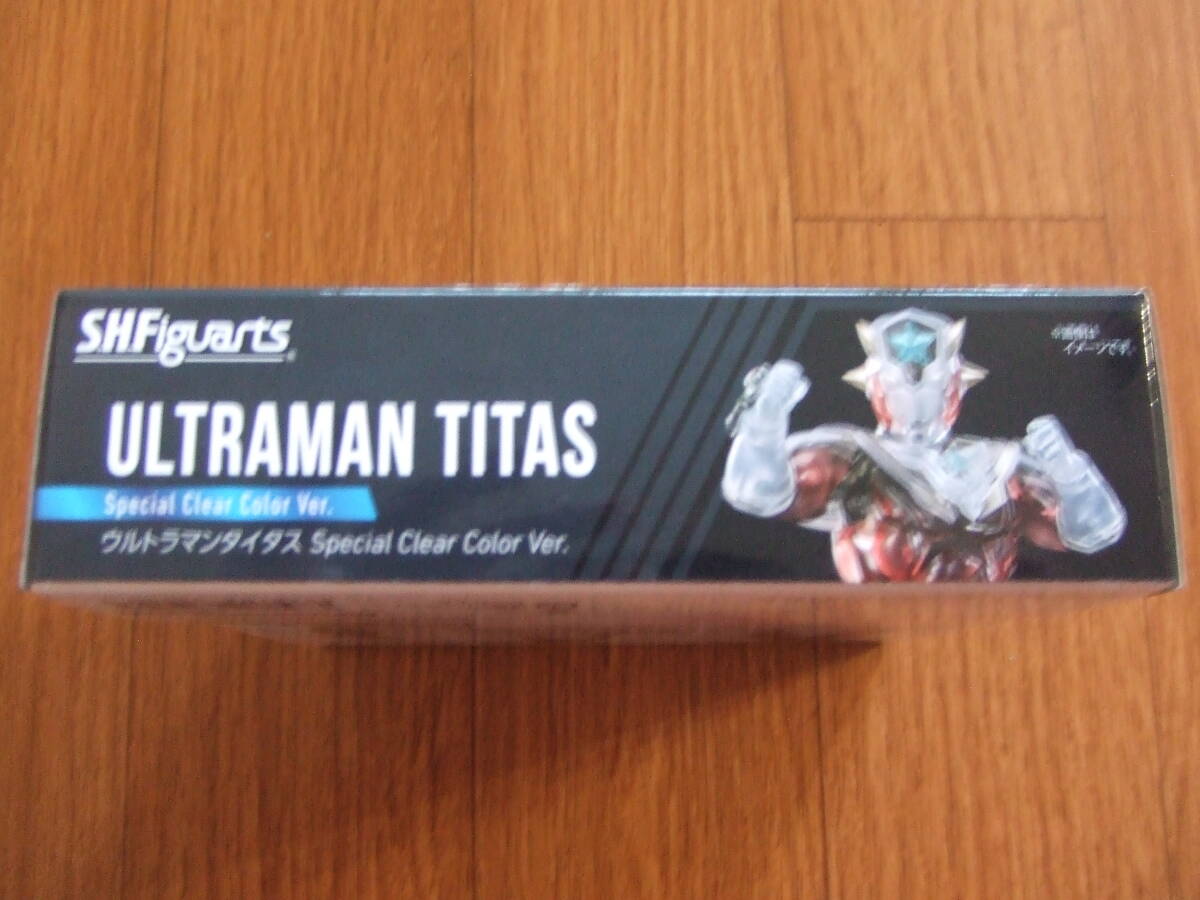 S.H.Figuarts
ULTRAMAN TITAS
Special Clear Color Ver.
ウルトラマンタイタス Special Clear Color Ver.
イメージです。